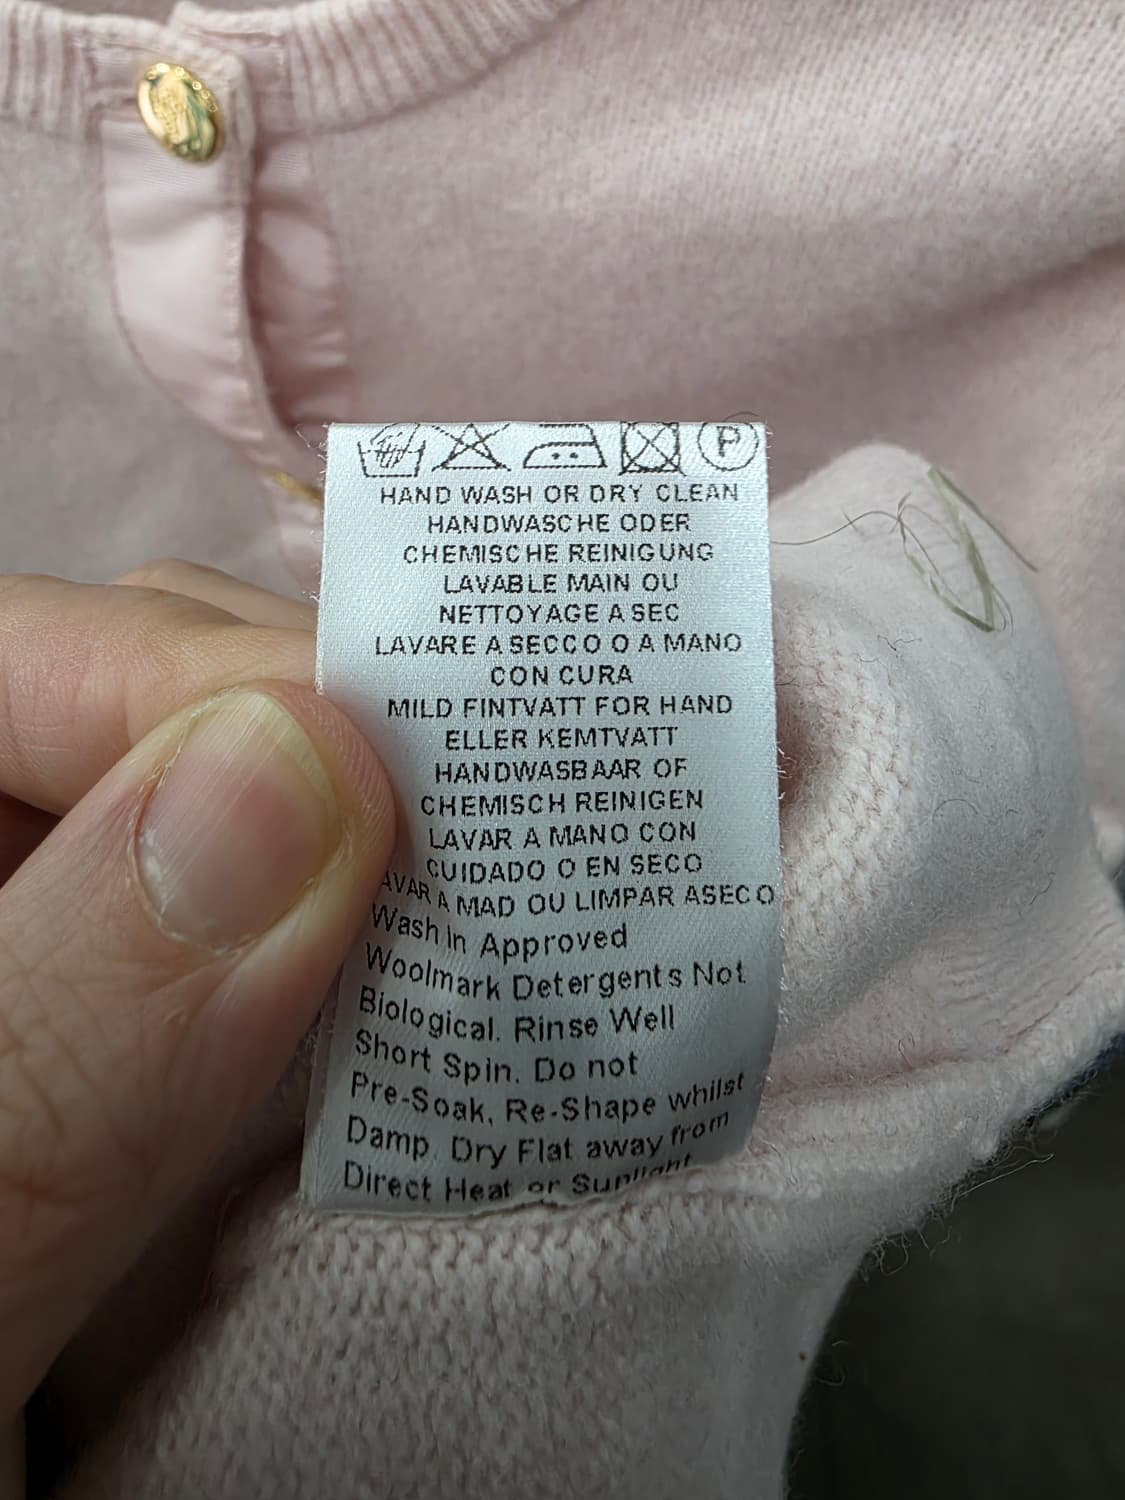 P
HAND WASH OR DRY CLEAN
HANDWASCHE ODER
CHEMISCHE REINIGUNG
LAVABLE MAIN OU
NETTOYAGE A SEC
LAVARE A SECCO O A MANO
CON CURA
MILD FINTVATT FOR HAND
ELLER KEMTVATT
HANDWASBAAR OF
CHEMISCH REINIGEN
LAVAR A MANO CON
CUIDADO O EN SECO
AVAR A MAD OU LIMPAR ASECO
Wash In Approved
Woolmark Detergents Not
Biological. Rinse Well
Short Spin. Do not
Pre-Soak, Re-Shape whilst
Damp. Dry Flat away from
Direct Heat or Sunlight